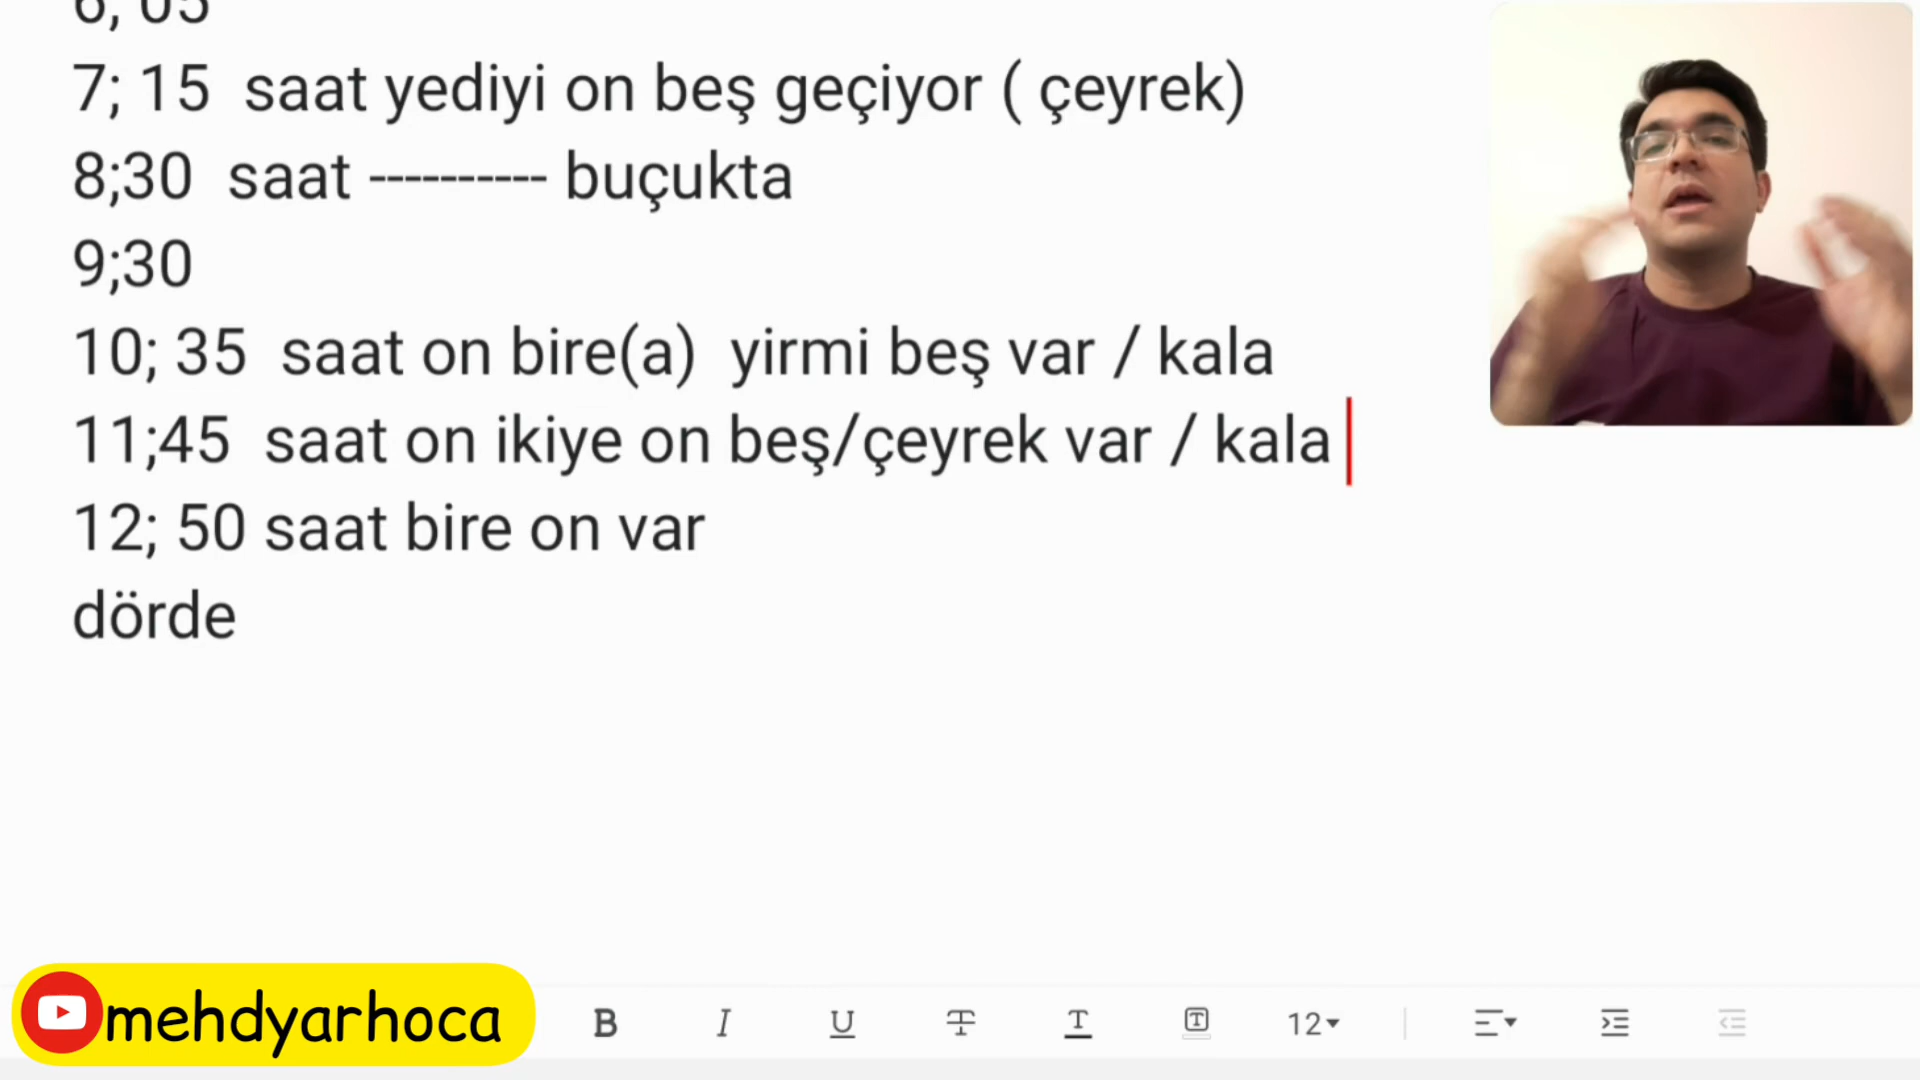 6; 05
7; 15 saat yediyi on beş geçiyor ( çeyrek)
8;30 saat ---------- buçukta
9;30
10; 35 saat on bire(a) yirmi beş var / kala
11;45 saat on ikiye on beş/çeyrek var / kala
12; 50 saat bire on var
dörde
mehdyarhoca
B I U T T T 12